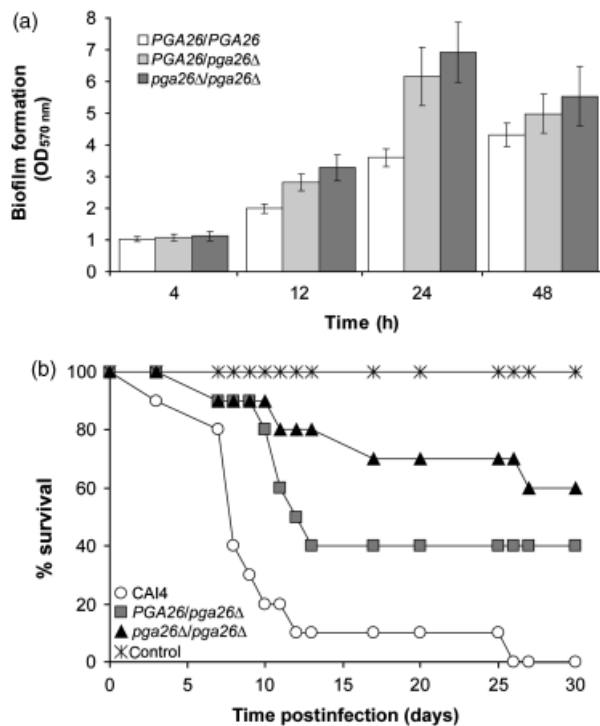 (a)
8
7
6
5
4
3
2
1
0
Biofilm formation
(OD570 nm)
PGA26/PGA26
PGA26/pga26Δ
pga26Δ/pga26Δ
4 12 24 48
Time (h)
(b)
100
80
60
40
20
0
% survival
CAI4
PGA26/pga26Δ
pga26Δ/pga26Δ
Control
0 5 10 15 20 25 30
Time postinfection (days)